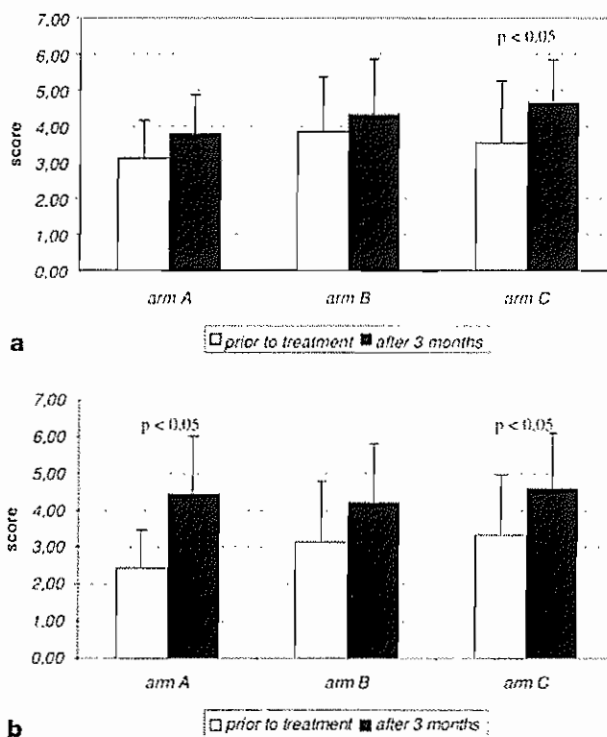 7,00
6,00
5,00
4,00
3,00
2,00
1,00
0,00
score
p < 0.05
arm A arm B arm C
a
prior to treatment after 3 months
7,00
6,00
5,00
4,00
3,00
2,00
1,00
0,00
score
p < 0.05 p < 0.05
arm A arm B arm C
b
prior to treatment after 3 months